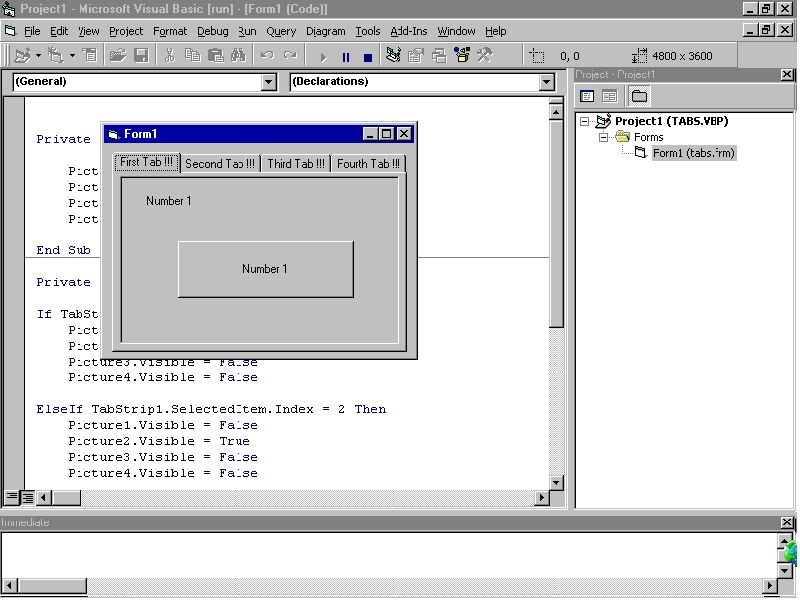 Project1 - Microsoft Visual Basic [run] - [Form1 (Code)]
File Edit View Project Format Debug Run Query Diagram Tools Add-Ins Window Help
0, 0 4800 x 3600
(General) (Declarations)
Private
Pict
Pict
Pict
Pict
End Sub
Private
If TabSt
Pict
Pict
Picture3.Visible = False
Picture4.Visible = False
ElseIf TabStrip1.SelectedItem.Index = 2 Then
Picture1.Visible = False
Picture2.Visible = True
Picture3.Visible = False
Picture4.Visible = False
Form1
First Tab !!! Second Tab !!! Third Tab !!! Fourth Tab !!!
Number 1
Number 1
Project - Project1
Project1 (TABS.VBP)
Forms
Form1 (tabs.frm)
Immediate